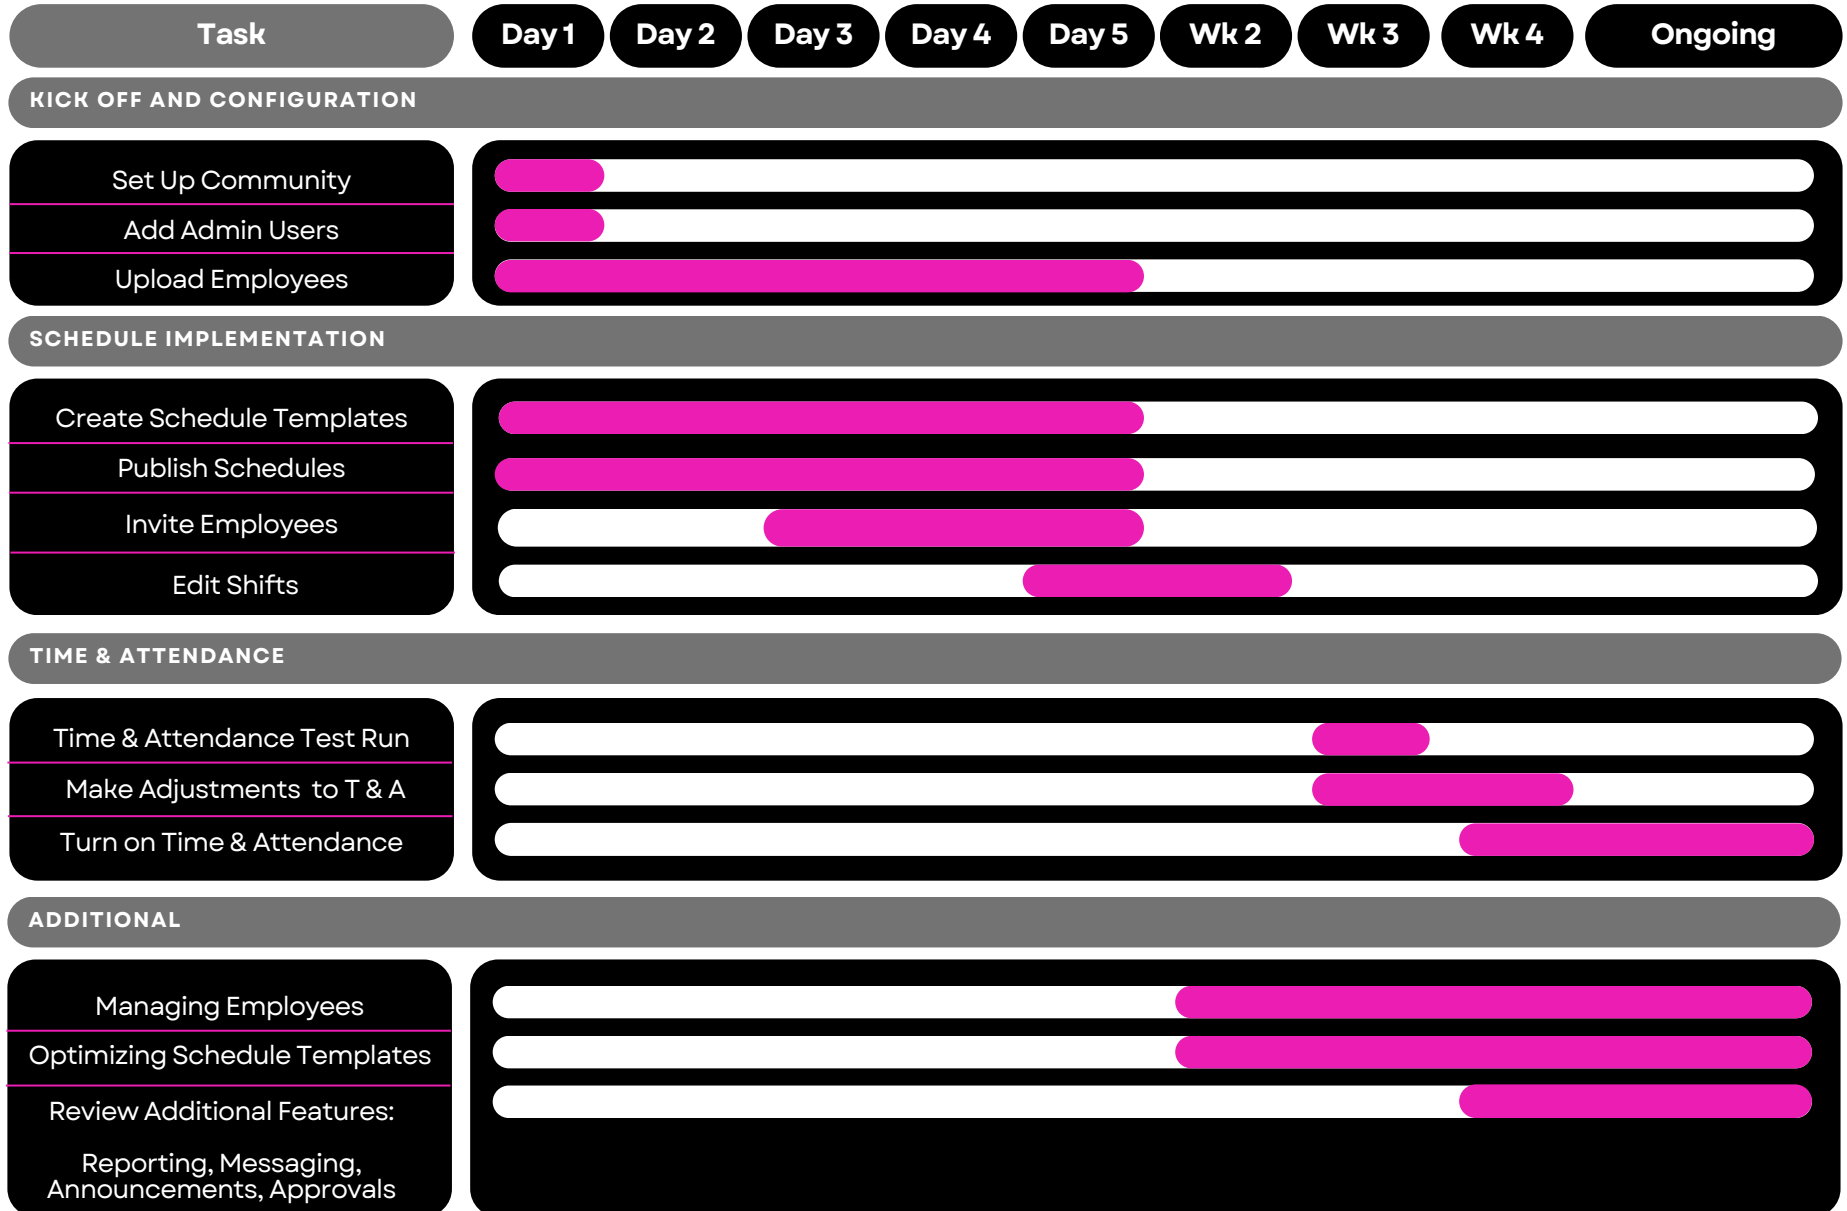 Task Day 1 Day 2 Day 3 Day 4 Day 5 Wk 2 Wk 3 Wk 4 Ongoing
KICK OFF AND CONFIGURATION
Set Up Community
Add Admin Users
Upload Employees
SCHEDULE IMPLEMENTATION
Create Schedule Templates
Publish Schedules
Invite Employees
Edit Shifts
TIME & ATTENDANCE
Time & Attendance Test Run
Make Adjustments to T & A
Turn on Time & Attendance
ADDITIONAL
Managing Employees
Optimizing Schedule Templates
Review Additional Features:
Reporting, Messaging,
Announcements, Approvals